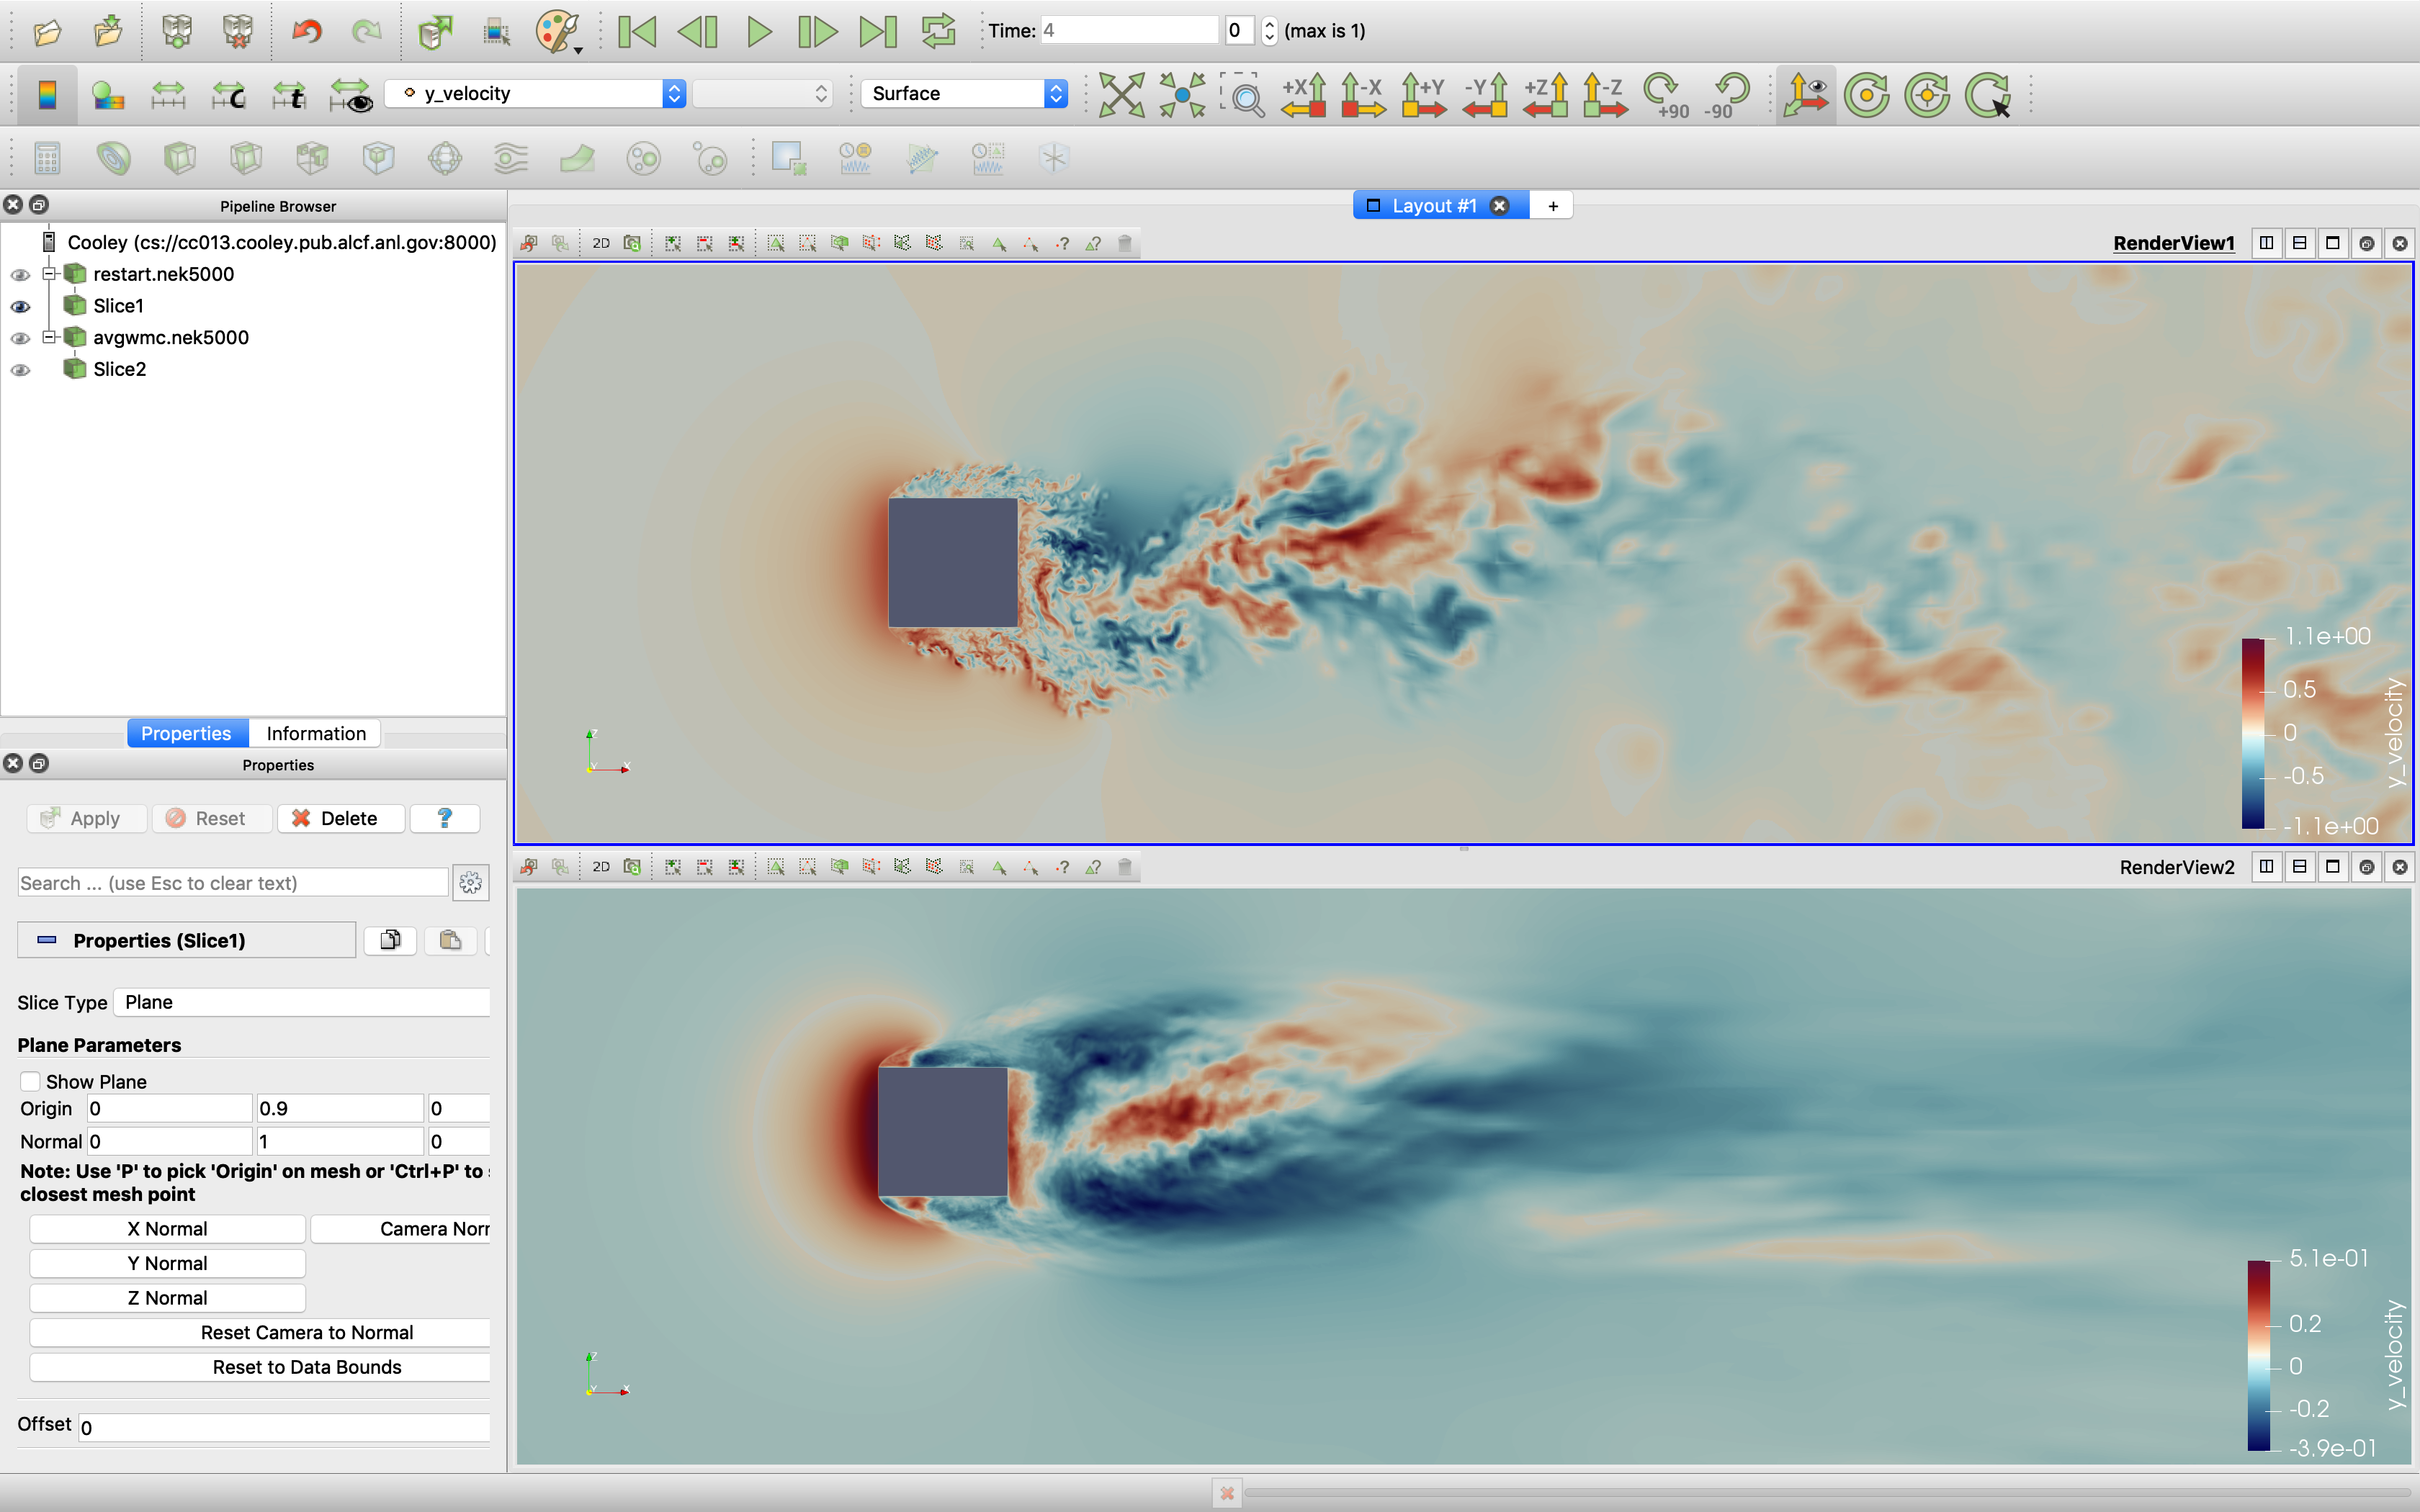 Time: 4 0 (max is 1)
C t y_velocity Surface +X -X +Y -Y +Z -Z +90 -90
Pipeline Browser
Layout #1 +
Cooley (cs://cc013.cooley.pub.alcf.anl.gov:8000)
restart.nek5000
Slice1
avgwmc.nek5000
Slice2
2D ? ? RenderView1
1.1e+00
0.5
0
-0.5
-1.1e+00
y_velocity
Z
Y X
Properties Information
Properties
Apply Reset Delete ?
Search ... (use Esc to clear text)
Properties (Slice1)
Slice Type Plane
Plane Parameters
Show Plane
Origin 0 0.9 0
Normal 0 1 0
Note: Use 'P' to pick 'Origin' on mesh or 'Ctrl+P' to
closest mesh point
X Normal Camera Norr
Y Normal
Z Normal
Reset Camera to Normal
Reset to Data Bounds
Offset 0
2D ? ? RenderView2
5.1e-01
0.2
0
-0.2
-3.9e-01
y_velocity
Z
Y X